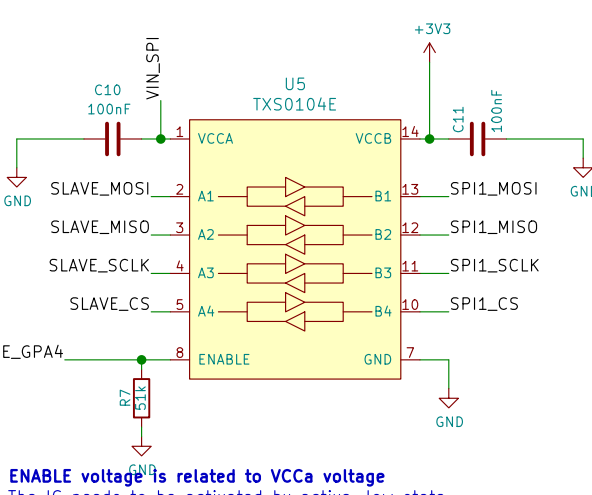 +3V3
VIN_SPI
C10
100nF
U5
TXS0104E
C11
100nF
1
VCCA
VCCB
14
GND
SLAVE_MOSI
2
A1
B1
13
SPI1_MOSI
SLAVE_MISO
3
A2
B2
12
SPI1_MISO
SLAVE_SCLK
4
A3
B3
11
SPI1_SCLK
SLAVE_CS
5
A4
B4
10
SPI1_CS
E_GPA4
8
ENABLE
GND
7
R7
51k
GND
GND
ENABLE voltage is related to VCCa voltage